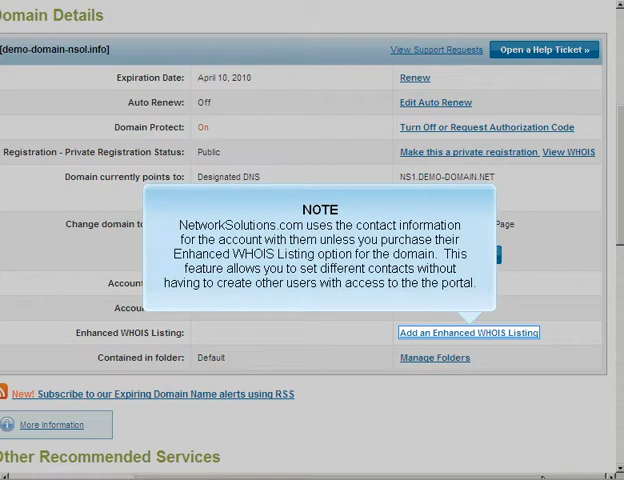 Domain Details
[demo-domain-nsol.info]
View Support Requests
Open a Help Ticket »
Expiration Date: April 10, 2010 Renew
Auto Renew: Off Edit Auto Renew
Domain Protect: On Turn Off or Request Authorization Code
Registration - Private Registration Status: Public Make this a private registration View WHOIS
Domain currently points to: Designated DNS NS1.DEMO-DOMAIN.NET
Change domain to
Page
NOTE
NetworkSolutions.com uses the contact information
for the account with them unless you purchase their
Enhanced WHOIS Listing option for the domain. This
feature allows you to set different contacts without
having to create other users with access to the the portal.
Accou
Accou
Enhanced WHOIS Listing: Add an Enhanced WHOIS Listing
Contained in folder: Default Manage Folders
New! Subscribe to our Expiring Domain Name alerts using RSS
More Information
Other Recommended Services